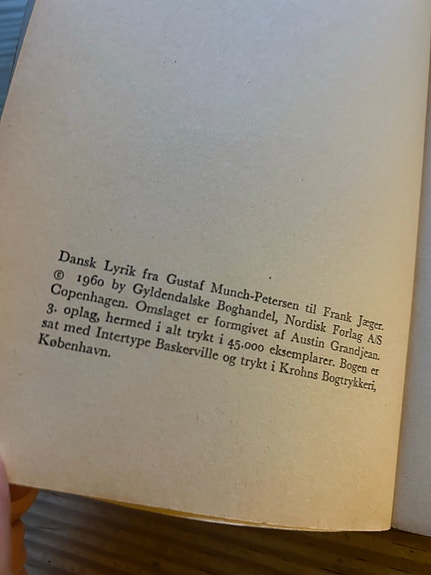 Dansk Lyrik fra Gustaf Munch-Petersen til Frank Jæger.
© 1960 by Gyldendalske Boghandel, Nordisk Forlag A/S
Copenhagen. Omslaget er formgivet af Austin Grandjean.
3. oplag, hermed i alt trykt i 45.000 eksemplarer. Bogen er
sat med Intertype Baskerville og trykt i Krohns Bogtrykkeri,
København.